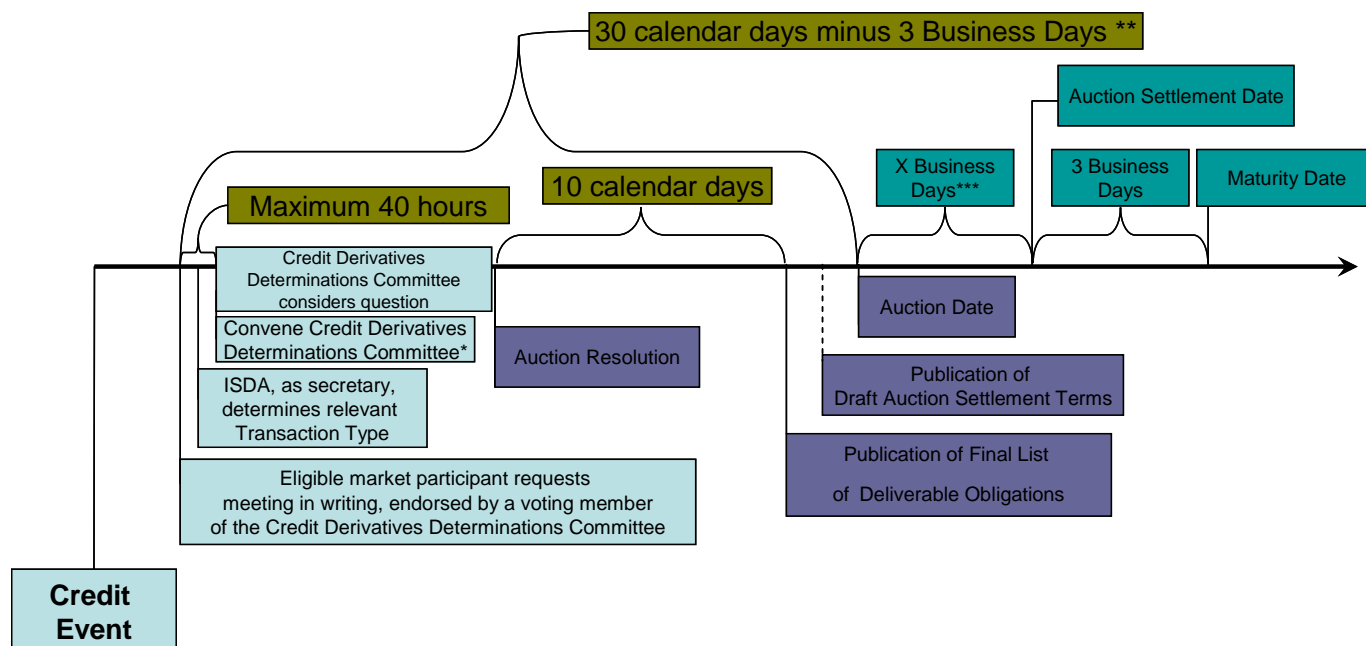 30 calendar days minus 3 Business Days **
Auction Settlement Date
X Business
Days***
3 Business
Days
Maturity Date
10 calendar days
Maximum 40 hours
Credit Derivatives
Determinations Committee
considers question
Convene Credit Derivatives
Determinations Committee*
ISDA, as secretary,
determines relevant
Transaction Type
Eligible market participant requests
meeting in writing, endorsed by a voting member
of the Credit Derivatives Determinations Committee
Credit
Event
Auction Resolution
Auction Date
Publication of
Draft Auction Settlement Terms
Publication of Final List
of Deliverable Obligations